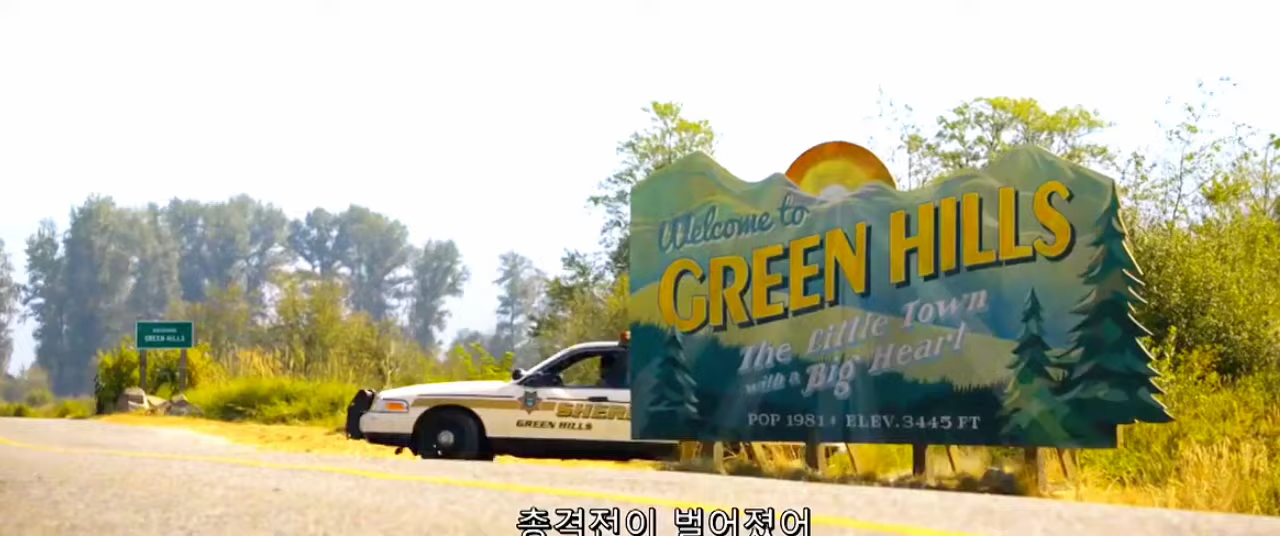 Welcome to
GREEN HILLS
The Little Town
with a Big Heart
POP 1981 ELEV. 3445 FT
GREEN HILLS
SHERI
GREEN HILLS
총격전이 벌어졌어